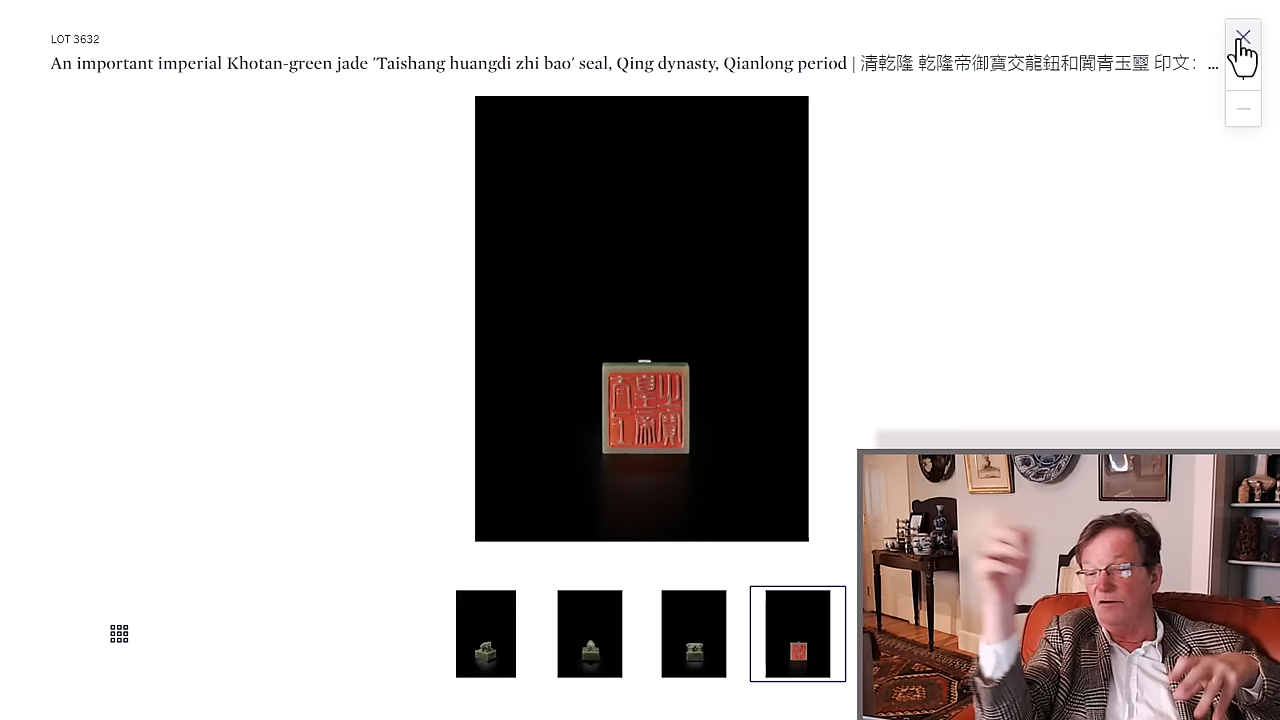 LOT 3632
An important imperial Khotan-green jade 'Taishang huangdi zhi bao' seal, Qing dynasty, Qianlong period | 清乾隆 乾隆帝御寶交龍鈕和闐青玉璽 印文： ...